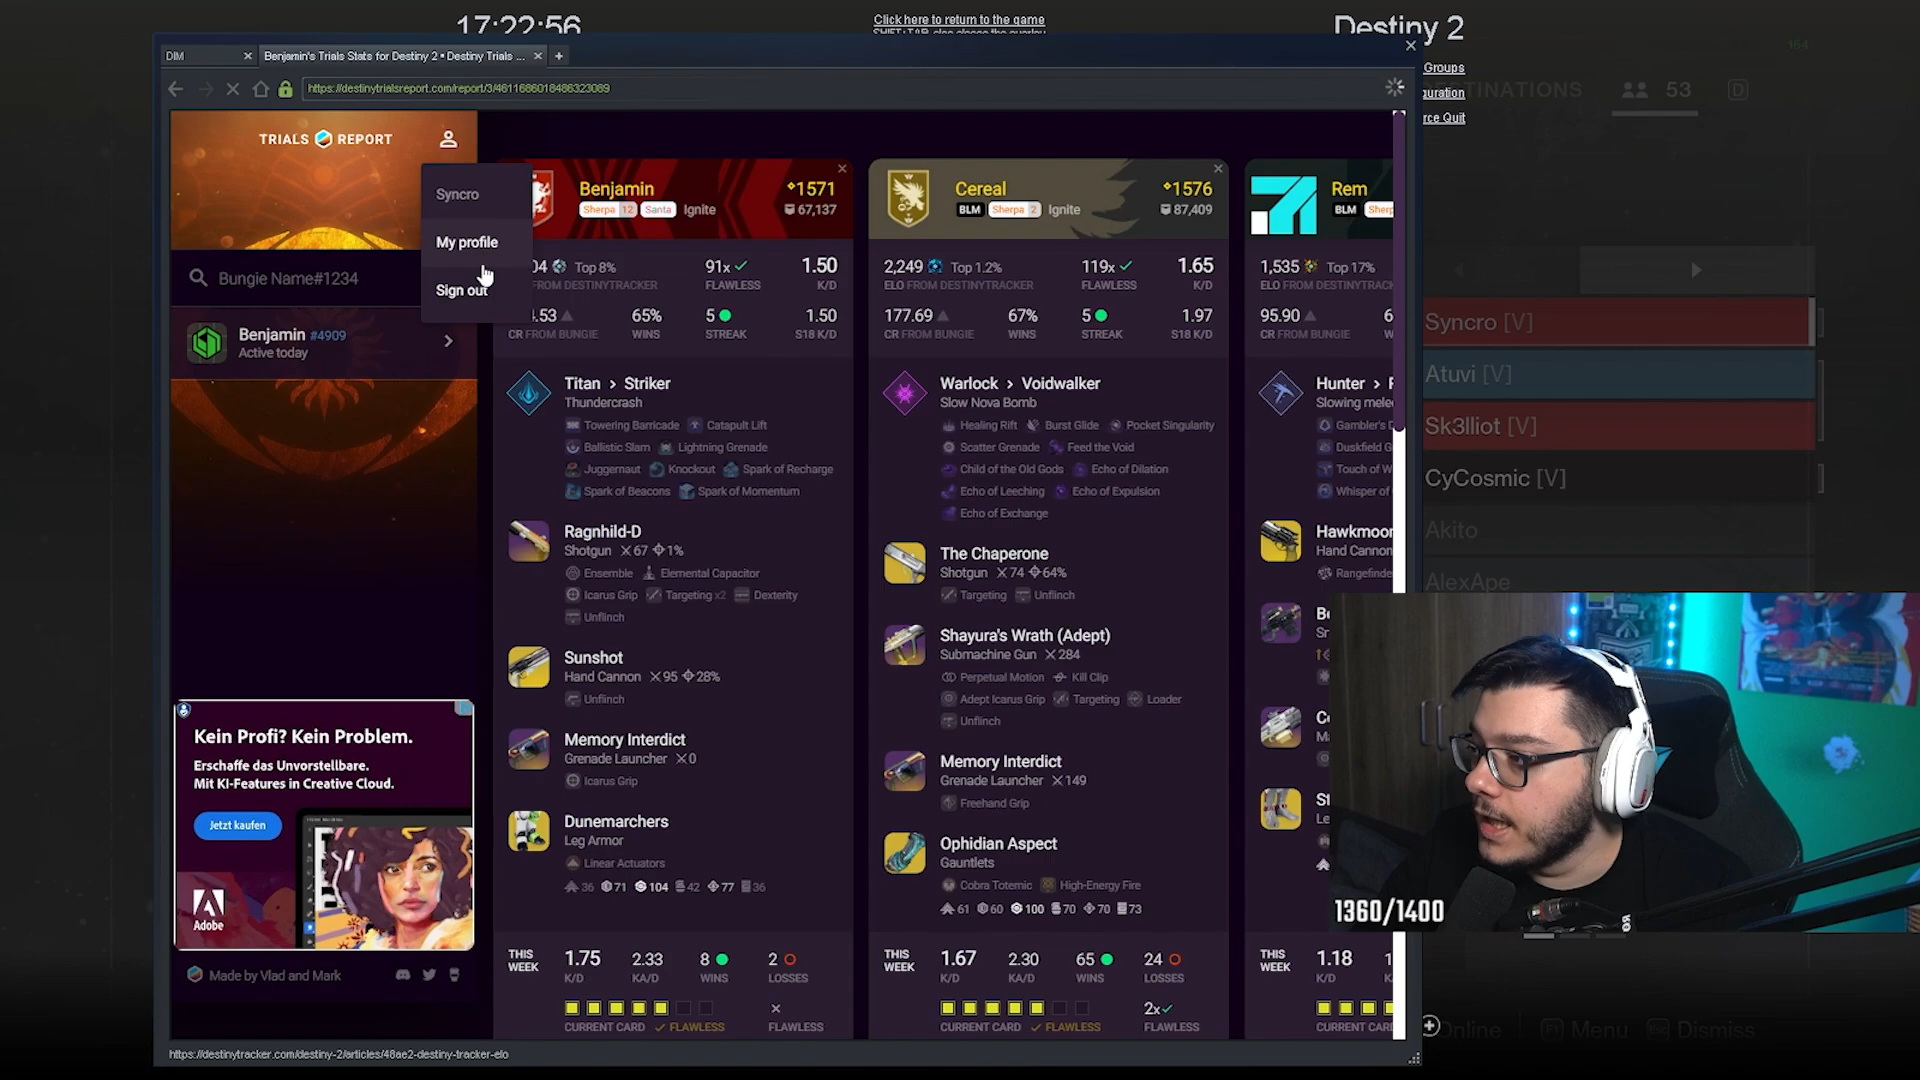 17:22:56
Click here to return to the game
Destiny 2
164
DIM
Benjamin's Trials Stats for Destiny 2 • Destiny Trials ...
Groups
https://destinytrialsreport.com/report/3/4611686018486323089
TINATIONS
53
D
TRIALS REPORT
Syncro
My profile
Sign out
Bungie Name#1234
Benjamin #4909
Active today
Benjamin
1571
Sherpa 12
Santa
Ignite
67,137
Top 8%
91x
1.50
FROM DESTINYTRACKER
FLAWLESS
K/D
65%
5
1.50
CR FROM BUNGIE
WINS
STREAK
S18 K/D
Titan > Striker
Thundercrash
Towering Barricade
Catapult Lift
Ballistic Slam
Lightning Grenade
Juggernaut
Knockout
Spark of Recharge
Spark of Beacons
Spark of Momentum
Ragnhild-D
Shotgun 67 1%
Ensemble
Elemental Capacitor
Icarus Grip
Targeting x2
Dexterity
Unflinch
Sunshot
Hand Cannon 95 28%
Unflinch
Memory Interdict
Grenade Launcher 0
Icarus Grip
Dunemarchers
Leg Armor
Linear Actuators
36 71 104 42 77 36
THIS WEEK
1.75
2.33
8
2
K/D
KA/D
WINS
LOSSES
CURRENT CARD
FLAWLESS
FLAWLESS
Cereal
1576
BLM
Sherpa 2
Ignite
87,409
2,249
Top 1.2%
119x
1.65
ELO FROM DESTINYTRACKER
FLAWLESS
K/D
177.69
67%
5
1.97
CR FROM BUNGIE
WINS
STREAK
S18 K/D
Warlock > Voidwalker
Slow Nova Bomb
Healing Rift
Burst Glide
Pocket Singularity
Scatter Grenade
Feed the Void
Child of the Old Gods
Echo of Dilation
Echo of Leeching
Echo of Expulsion
Echo of Exchange
The Chaperone
Shotgun 74 64%
Targeting
Unflinch
Shayura's Wrath (Adept)
Submachine Gun 284
Perpetual Motion
Kill Clip
Adept Icarus Grip
Targeting
Loader
Unflinch
Memory Interdict
Grenade Launcher 149
Freehand Grip
Ophidian Aspect
Gauntlets
Cobra Totemic
High-Energy Fire
61 60 100 70 70 73
THIS WEEK
1.67
2.30
65
24
K/D
KA/D
WINS
LOSSES
2x
CURRENT CARD
FLAWLESS
FLAWLESS
Rem
BLM
1,535
Top 17%
ELO FROM DESTINYTRACKER
95.90
CR FROM BUNGIE
Hunter >
Slowing
Touch of
Whisper of
Hawkmoon
Hand Cannon
THIS WEEK
1.18
K/D
CURRENT CARD
Syncro [V]
Atuvi [V]
Sk3lliot [V]
CyCosmic [V]
Akito
AlexApe
1360/1400
Online
Menu
Dismiss
Kein Profi? Kein Problem.
Erschaffe das Unvorstellbare.
Mit KI-Features in Creative Cloud.
Jetzt kaufen
Adobe
Made by Vlad and Mark
https://destinytracker.com/destiny-2/articles/48ae2-destiny-tracker-elo